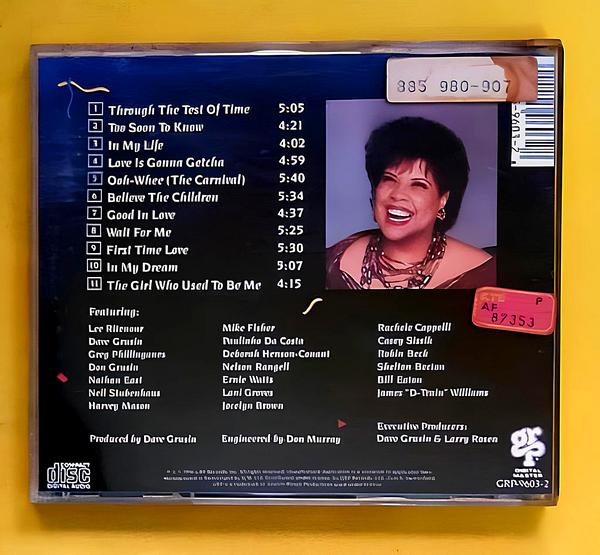 885 980-907
1 Through The Test Of Time 5:05
2 Too Soon To Know 4:21
3 In My Life 4:02
4 Love Is Gonna Getcha 4:59
5 Ooh-Whee (The Carnival) 5:40
6 Believe The Children 5:34
7 Good In Love 4:37
8 Wait For Me 5:25
9 First Time Love 5:30
10 In My Dream 5:07
11 The Girl Who Used To Be Me 4:15
P
AF
87353
Featuring:
Lee Ritenour
Dave Grusin
Greg Phillinganes
Don Grusin
Nathan East
Neil Stubenhaus
Harvey Mason
Mike Fisher
Paulinho Da Costa
Deborah Henson-Conant
Nelson Rangell
Ernie Watts
Lani Groves
Jocelyn Brown
Rachele Cappelli
Casey Sisslk
Robin Beck
Shelton Becton
Bill Eaton
James "D-Train" Williams
Produced by Dave Grusin
Engineered by Don Murray
Executive Producers:
Dave Grusin & Larry Rosen
COMPACT
disc
DIGITAL AUDIO
grp
DIGITAL
MASTER
GRP-9603-2